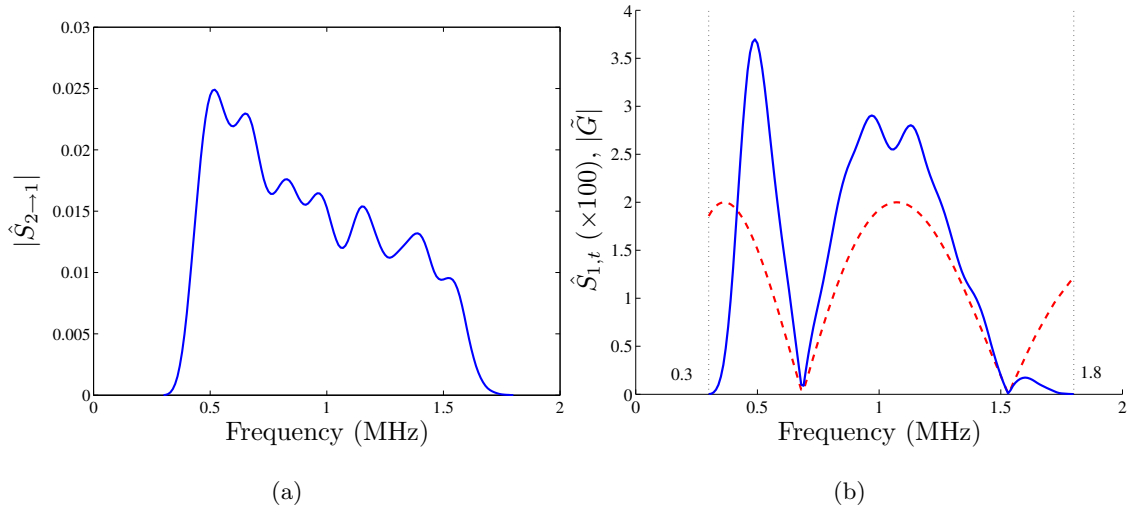 0.03
0.025
0.02
0.015
0.01
0.005
0
|Ŝ₂→₁|
0 0.5 1 1.5 2
Frequency (MHz)
(a)
4
3.5
3
2.5
2
1.5
1
0.5
0
Ŝ₁,ₜ (×100), |G̃|
0.3
1.8
0 0.5 1 1.5 2
Frequency (MHz)
(b)